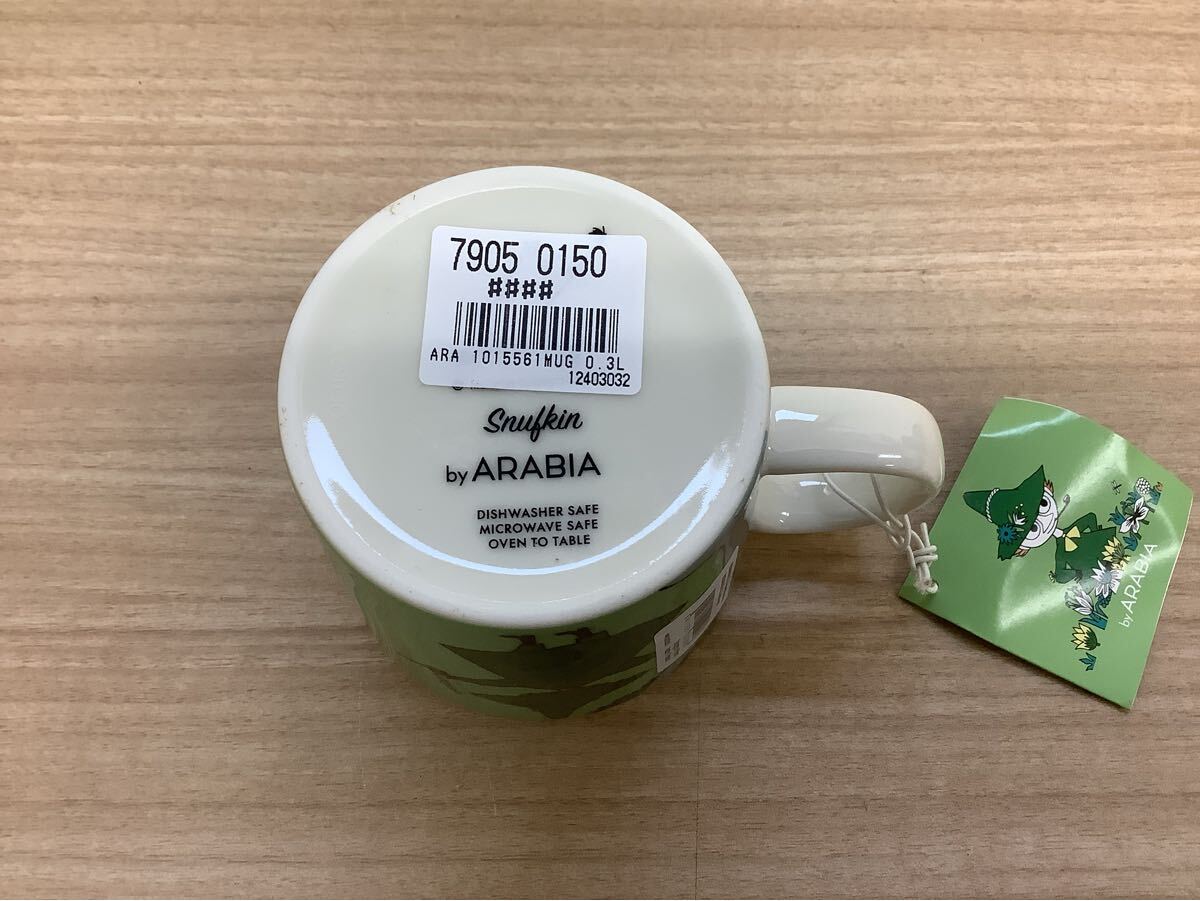 7905 0150
####
ARA 1015561MUG 0.3L
12403032
Snufkin
by ARABIA
DISHWASHER SAFE
MICROWAVE SAFE
OVEN TO TABLE
by ARABIA